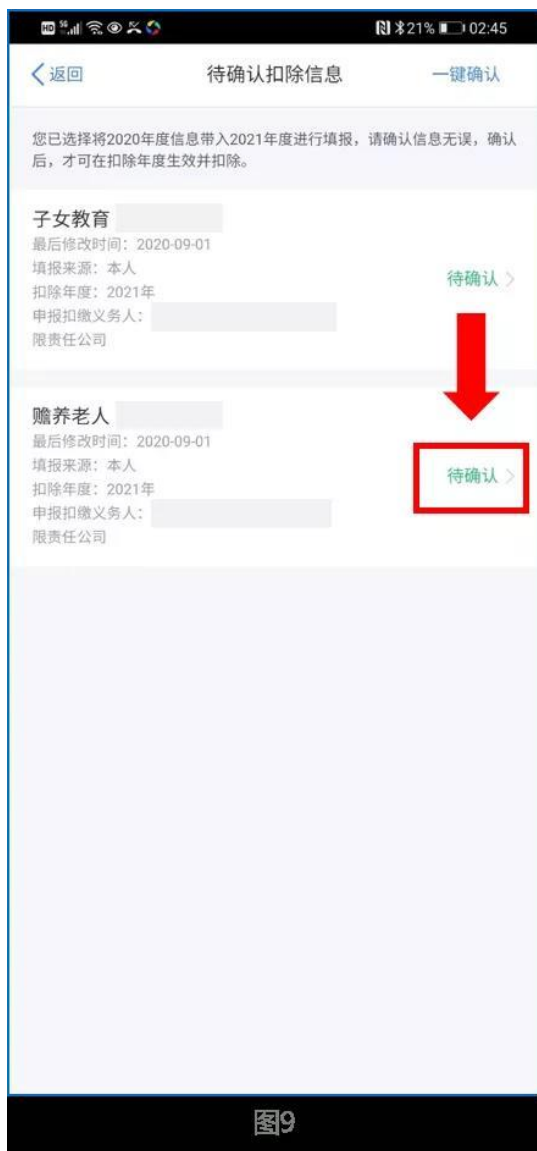 HD 5G 21% 02:45
返回 待确认扣除信息 一键确认
您已选择将2020年度信息带入2021年度进行填报，请确认信息无误，确认
后，才可在扣除年度生效并扣除。
子女教育
最后修改时间：2020-09-01
填报来源：本人
待确认
扣除年度：2021年
申报扣缴义务人：
限责任公司
赡养老人
最后修改时间：2020-09-01
填报来源：本人
待确认
扣除年度：2021年
申报扣缴义务人：
限责任公司
图9